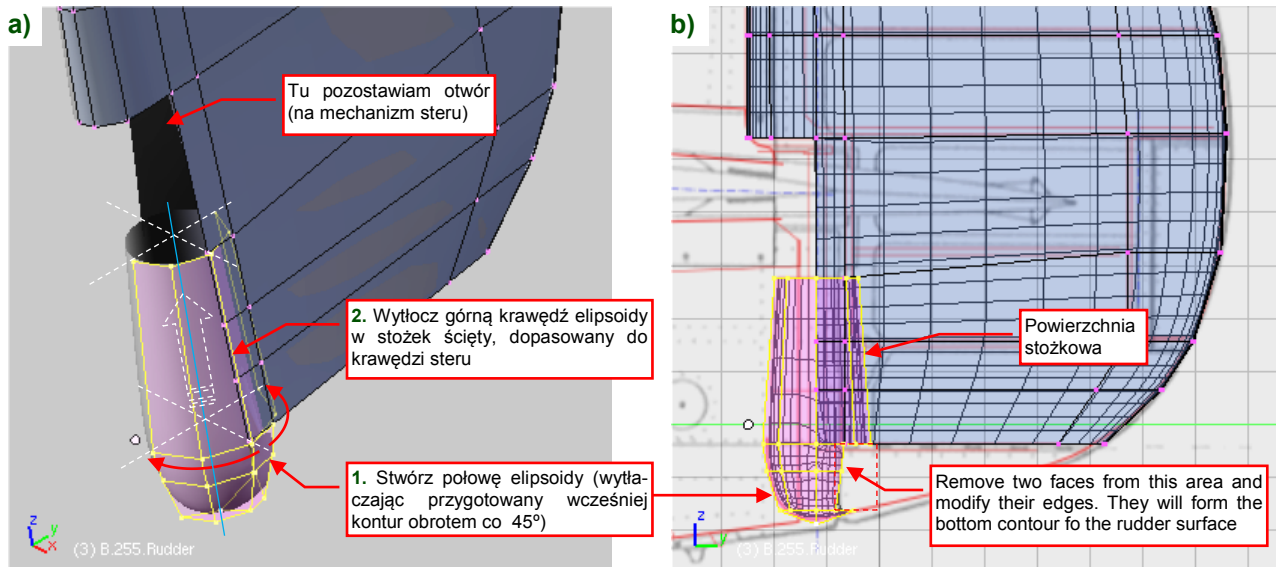 a)
Tu pozostawiam otwór
(na mechanizm steru)
2. Wytłocz górną krawędź elipsoidy
w stożek ścięty, dopasowany do
krawędzi steru
1. Stwórz połowę elipsoidy (wytła-
czając przygotowany wcześniej
kontur obrotem co 45º)
z
y
x
(3) B.255.Rudder
b)
Powierzchnia
stożkowa
Remove two faces from this area and
modify their edges. They will form the
bottom contour fo the rudder surface
z
y
(3) B.255.Rudder